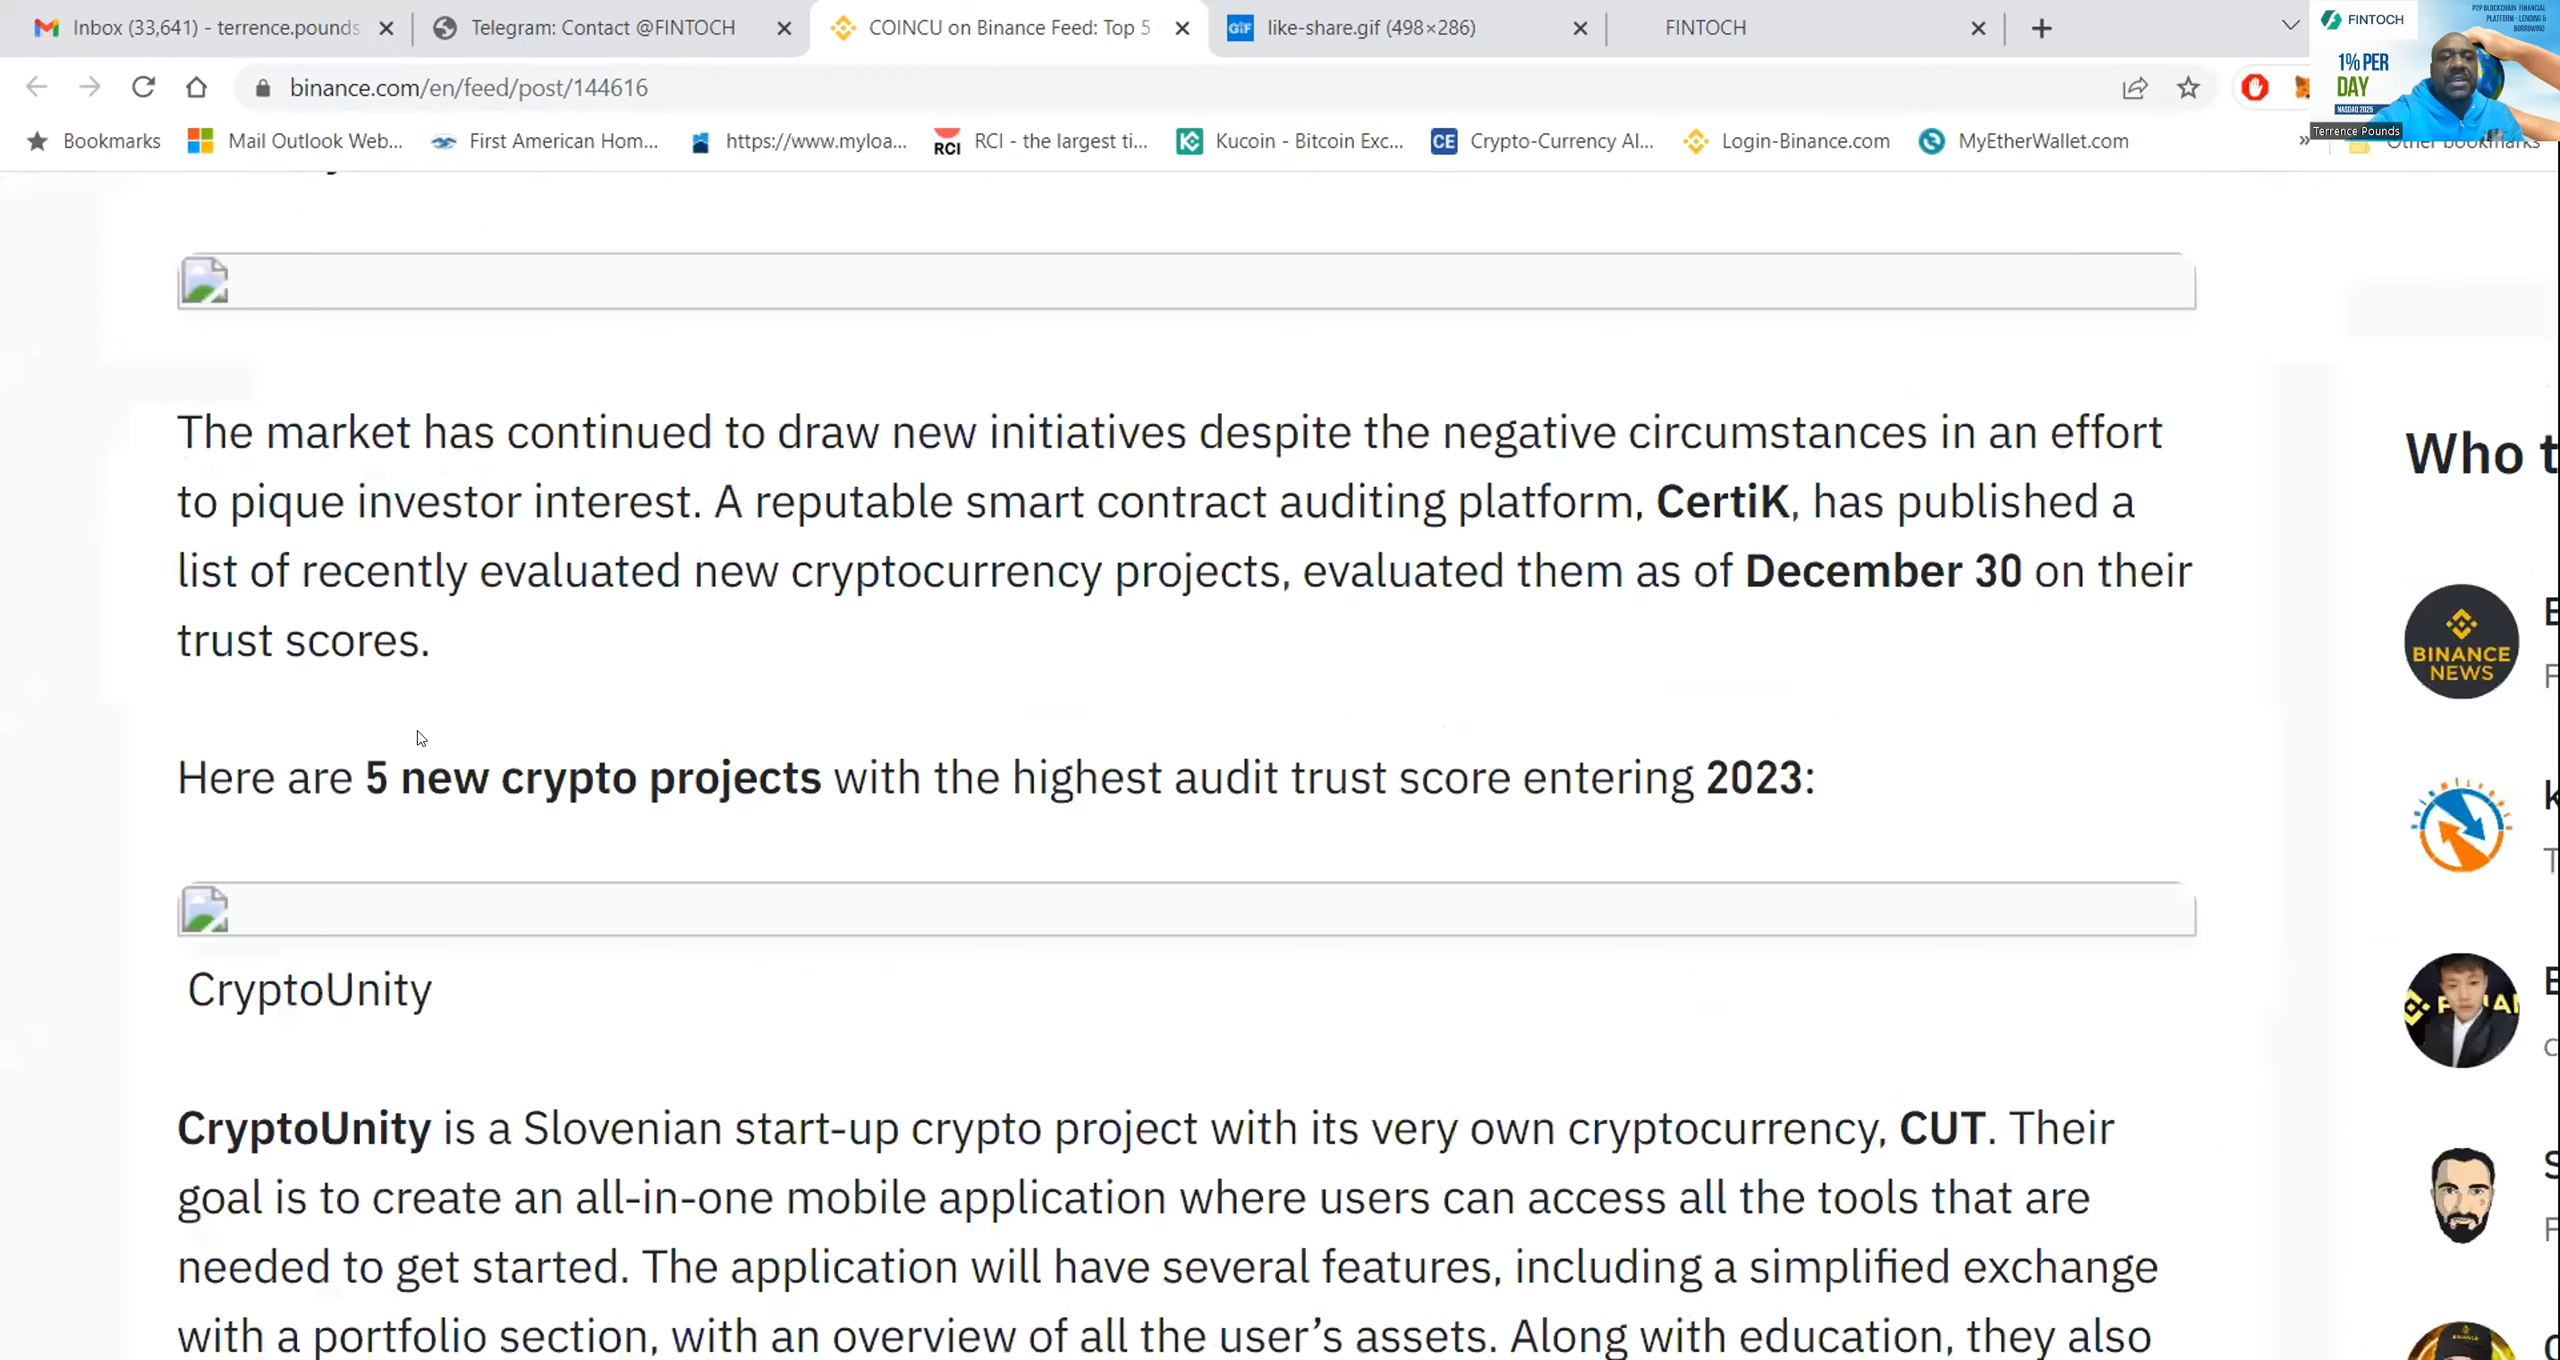 Inbox (33,641) - terrence.pounds
Telegram: Contact @FINTOCH
COINCU on Binance Feed: Top 5
GIF
like-share.gif (498×286)
FINTOCH
binance.com/en/feed/post/144616
Bookmarks
Mail Outlook Web...
First American Hom...
https://www.myloa...
RCI
RCI - the largest ti...
Kucoin - Bitcoin Exc...
CE
Crypto-Currency Al...
Login-Binance.com
MyEtherWallet.com
»
Other bookmarks
FINTOCH
P2P BLOCKCHAIN FINANCIAL
PLATFORM - LENDING &
BORROWING
1% PER
DAY
NASDAQ 2025
Terrence Pounds
The market has continued to draw new initiatives despite the negative circumstances in an effort
to pique investor interest. A reputable smart contract auditing platform, CertiK, has published a
list of recently evaluated new cryptocurrency projects, evaluated them as of December 30 on their
trust scores.
Here are 5 new crypto projects with the highest audit trust score entering 2023:
CryptoUnity
CryptoUnity is a Slovenian start-up crypto project with its very own cryptocurrency, CUT. Their
goal is to create an all-in-one mobile application where users can access all the tools that are
needed to get started. The application will have several features, including a simplified exchange
with a portfolio section, with an overview of all the user's assets. Along with education, they also
Who t
BINANCE
NEWS